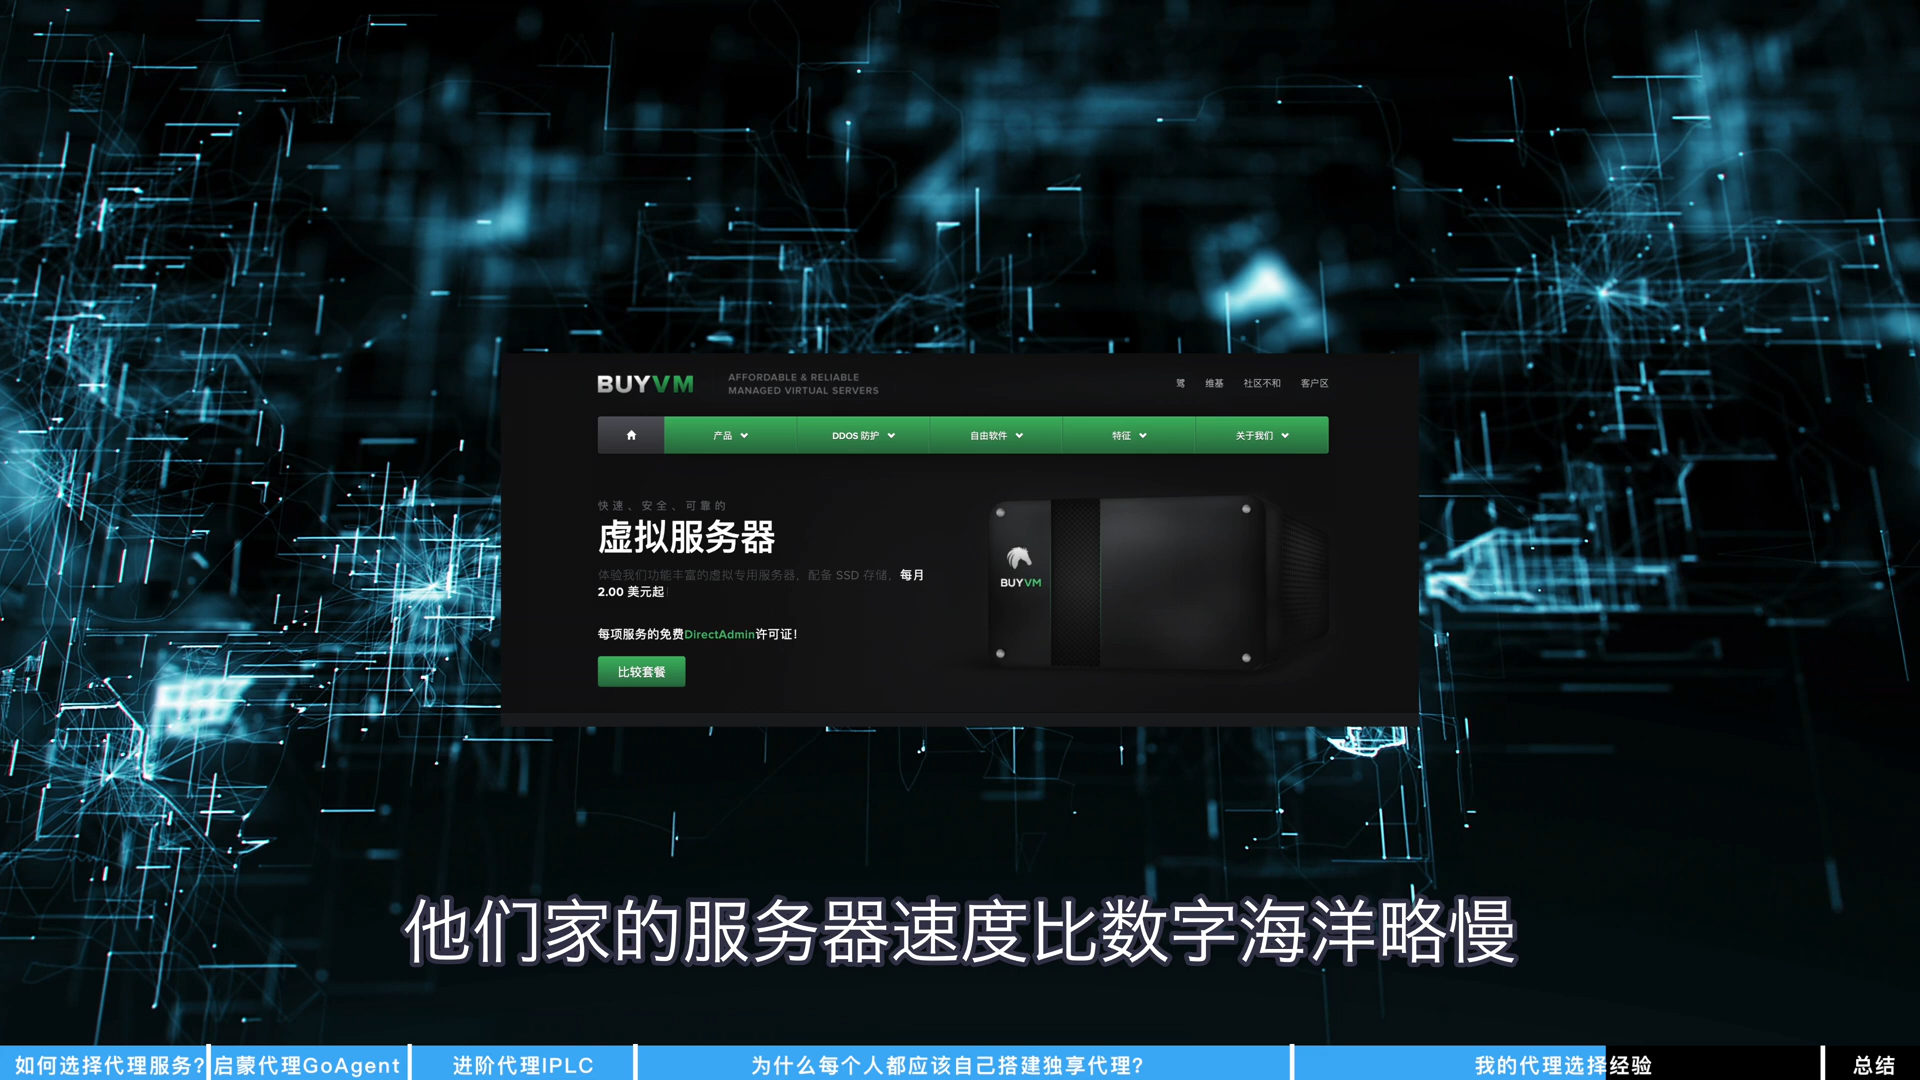 BUYVM
AFFORDABLE & RELIABLE
MANAGED VIRTUAL SERVERS
鹭 维基 社区不和 客户区
产品 DDOS 防护 自由软件 特征 关于我们
快速、安全、可靠的
虚拟服务器
体验我们功能丰富的虚拟专用服务器，配备 SSD 存储，每月
2.00 美元起
每项服务的免费DirectAdmin许可证！
比较套餐
BUYVM
他们家的服务器速度比数字海洋略慢
如何选择代理服务? 启蒙代理GoAgent 进阶代理IPLC 为什么每个人都应该自己搭建独享代理? 我的代理选择经验 总结